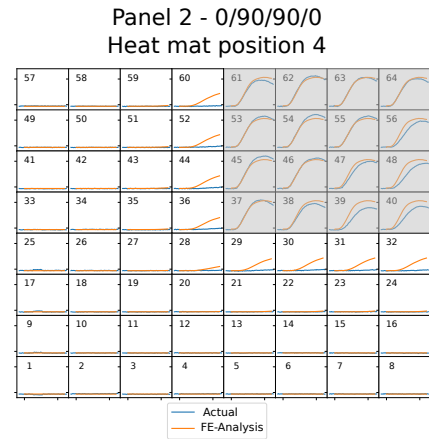 Panel 2 - 0/90/90/0
Heat mat position 4
57 58 59 60 61 62 63 64
49 50 51 52 53 54 55 56
41 42 43 44 45 46 47 48
33 34 35 36 37 38 39 40
25 26 27 28 29 30 31 32
17 18 19 20 21 22 23 24
9 10 11 12 13 14 15 16
1 2 3 4 5 6 7 8
Actual
FE-Analysis